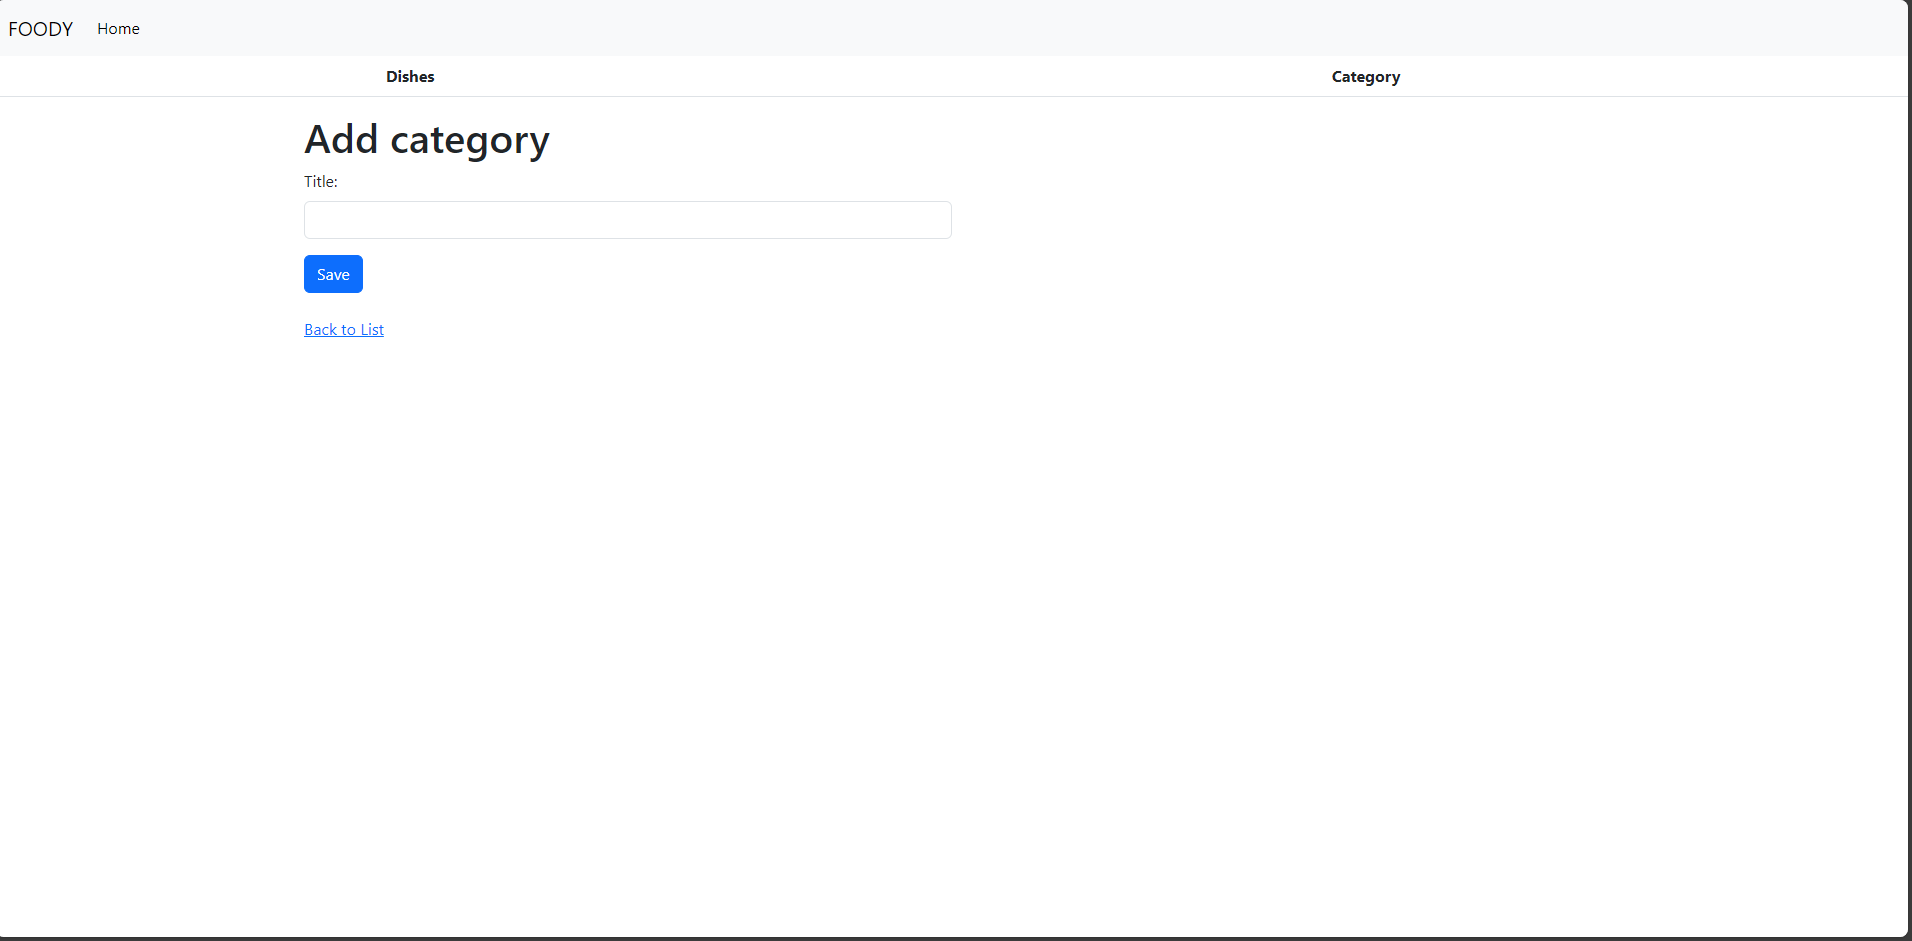 FOODY Home
Dishes Category
Add category
Title:
Save
Back to List